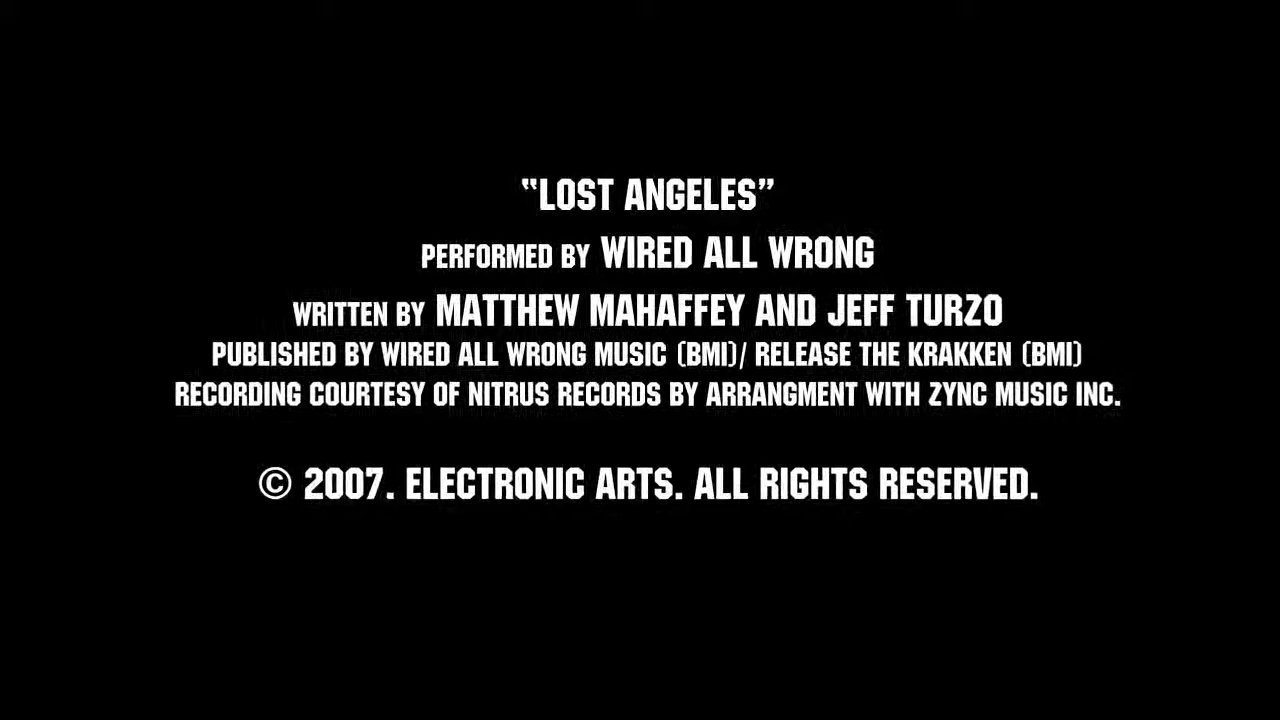 “LOST ANGELES”
PERFORMED BY WIRED ALL WRONG
WRITTEN BY MATTHEW MAHAFFEY AND JEFF TURZO
PUBLISHED BY WIRED ALL WRONG MUSIC (BMI)/ RELEASE THE KRAKKEN (BMI)
RECORDING COURTESY OF NITRUS RECORDS BY ARRANGMENT WITH ZYNC MUSIC INC.
© 2007. ELECTRONIC ARTS. ALL RIGHTS RESERVED.